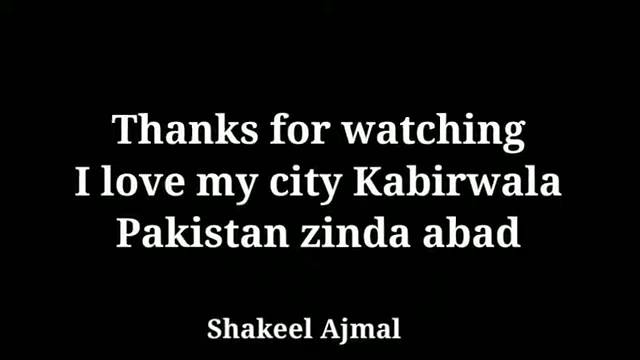 Thanks for watching
I love my city Kabirwala
Pakistan zinda abad
Shakeel Ajmal